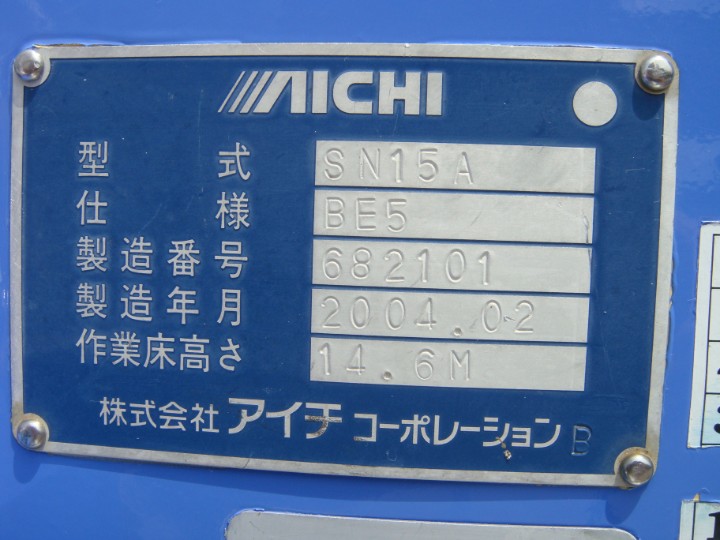 AICHI
型式 SN15A
仕様 BE5
製造番号 682101
製造年月 2004.02
作業床高さ 14.6M
株式会社 アイチ コーポレーション B